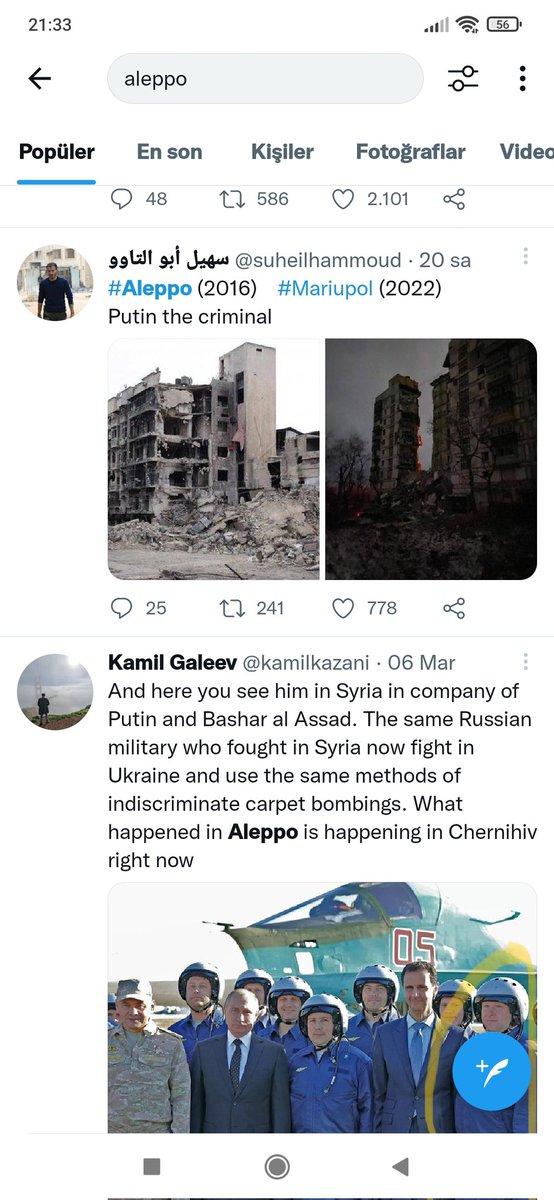 21:33
56
aleppo
Popüler En son Kişiler Fotoğraflar Video
48 586 2.101
سهيل أبو التاوو @suheilhammoud · 20 sa
#Aleppo (2016) #Mariupol (2022)
Putin the criminal
25 241 778
Kamil Galeev @kamilkazani · 06 Mar
And here you see him in Syria in company of
Putin and Bashar al Assad. The same Russian
military who fought in Syria now fight in
Ukraine and use the same methods of
indiscriminate carpet bombings. What
happened in Aleppo is happening in Chernihiv
right now
05